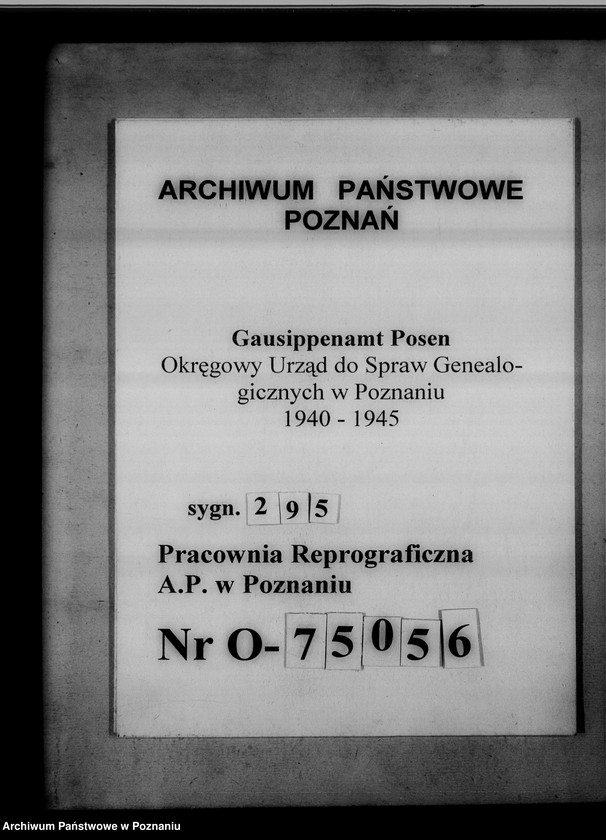 ARCHIWUM PAŃSTWOWE
POZNAŃ
Gausippenamt Posen
Okręgowy Urząd do Spraw Genealo-
gicznych w Poznaniu
1940 - 1945
sygn. 295
Pracownia Reprograficzna
A.P. w Poznaniu
Nr O-75056
Archiwum Państwowe w Poznaniu